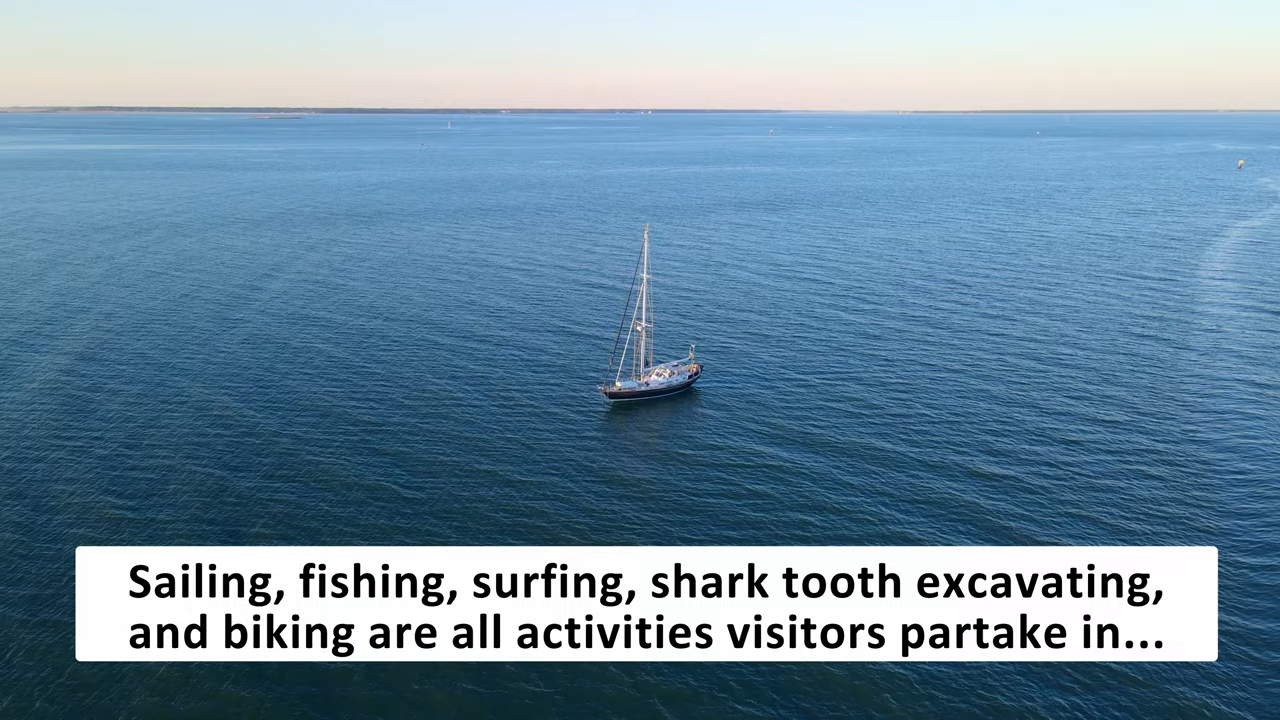 Sailing, fishing, surfing, shark tooth excavating,
and biking are all activities visitors partake in...